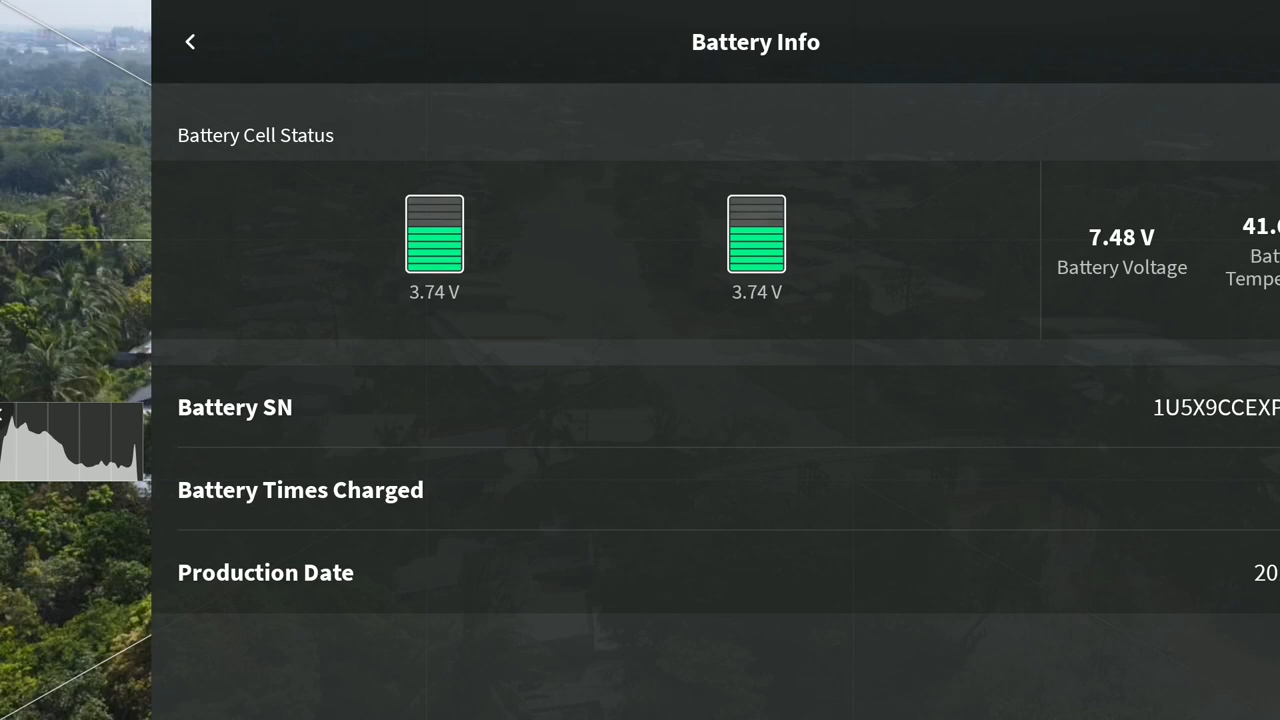 Battery Info
Battery Cell Status
3.74 V
3.74 V
7.48 V
Battery Voltage
Battery SN
Battery Times Charged
Production Date